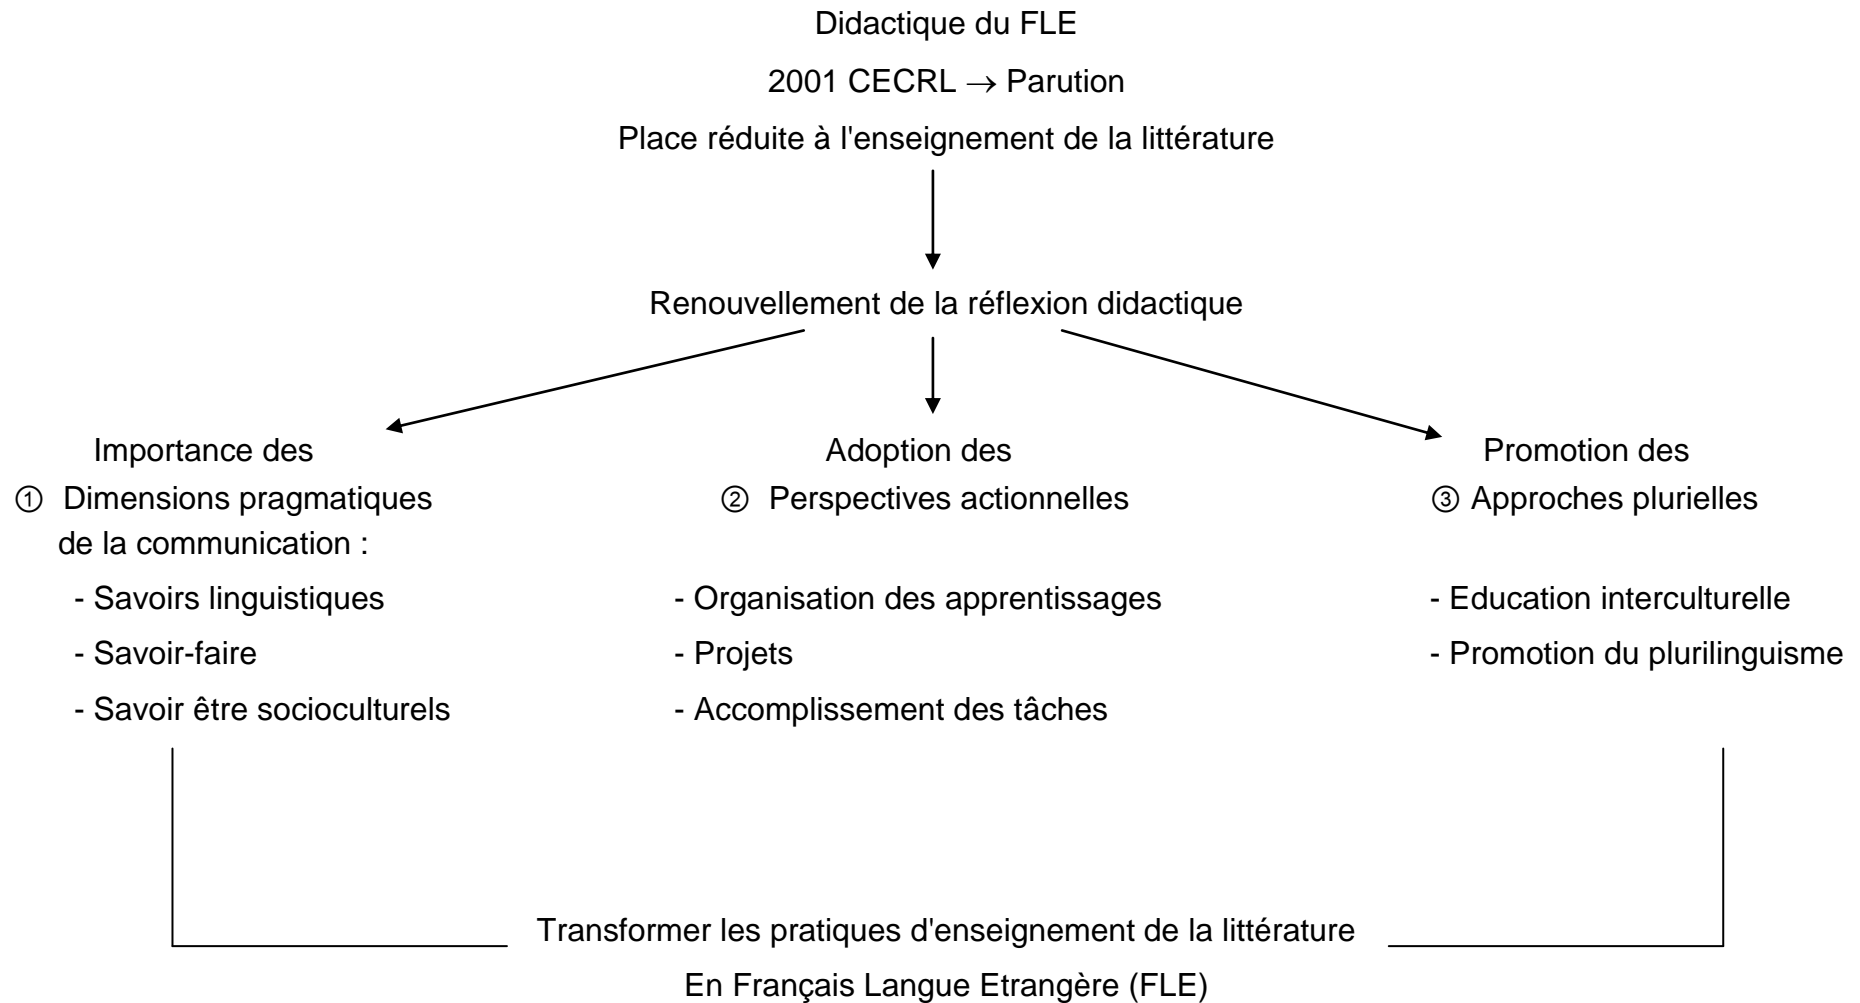 Didactique du FLE
2001 CECRL → Parution
Place réduite à l'enseignement de la littérature
Renouvellement de la réflexion didactique
Importance des
① Dimensions pragmatiques
de la communication :
- Savoirs linguistiques
- Savoir-faire
- Savoir être socioculturels
Adoption des
② Perspectives actionnelles
- Organisation des apprentissages
- Projets
- Accomplissement des tâches
Promotion des
③ Approches plurielles
- Education interculturelle
- Promotion du plurilinguisme
Transformer les pratiques d'enseignement de la littérature
En Français Langue Etrangère (FLE)